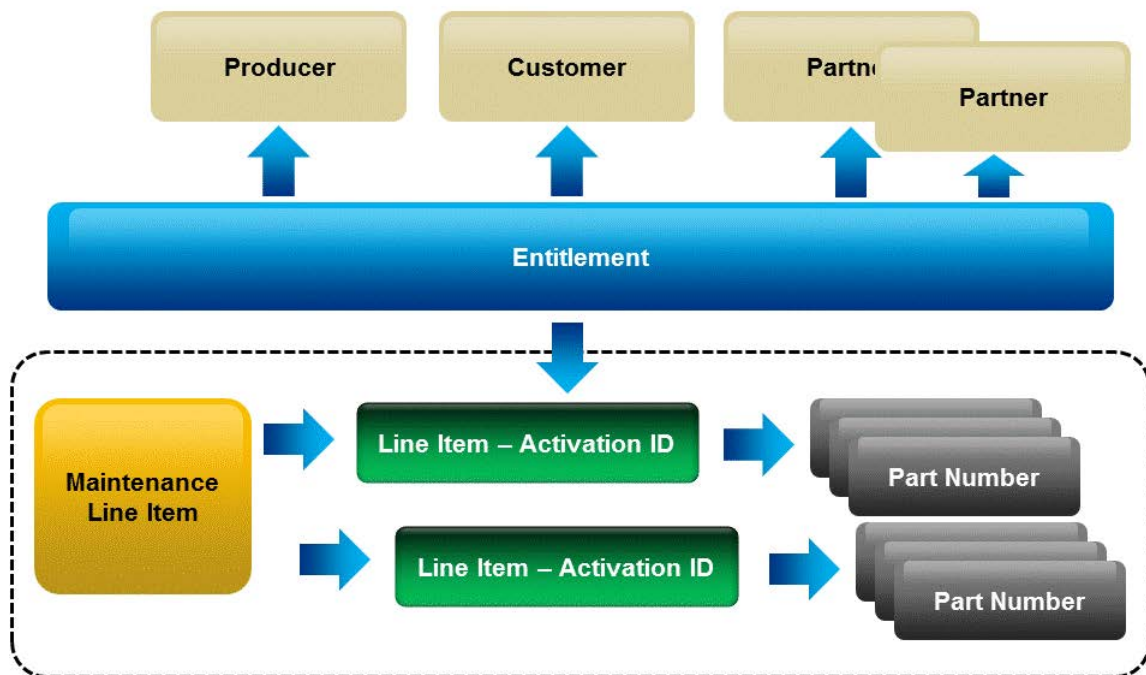 Producer
Customer
Partne
Partner
Entitlement
Maintenance
Line Item
Line Item – Activation ID
Part Number
Line Item – Activation ID
Part Number